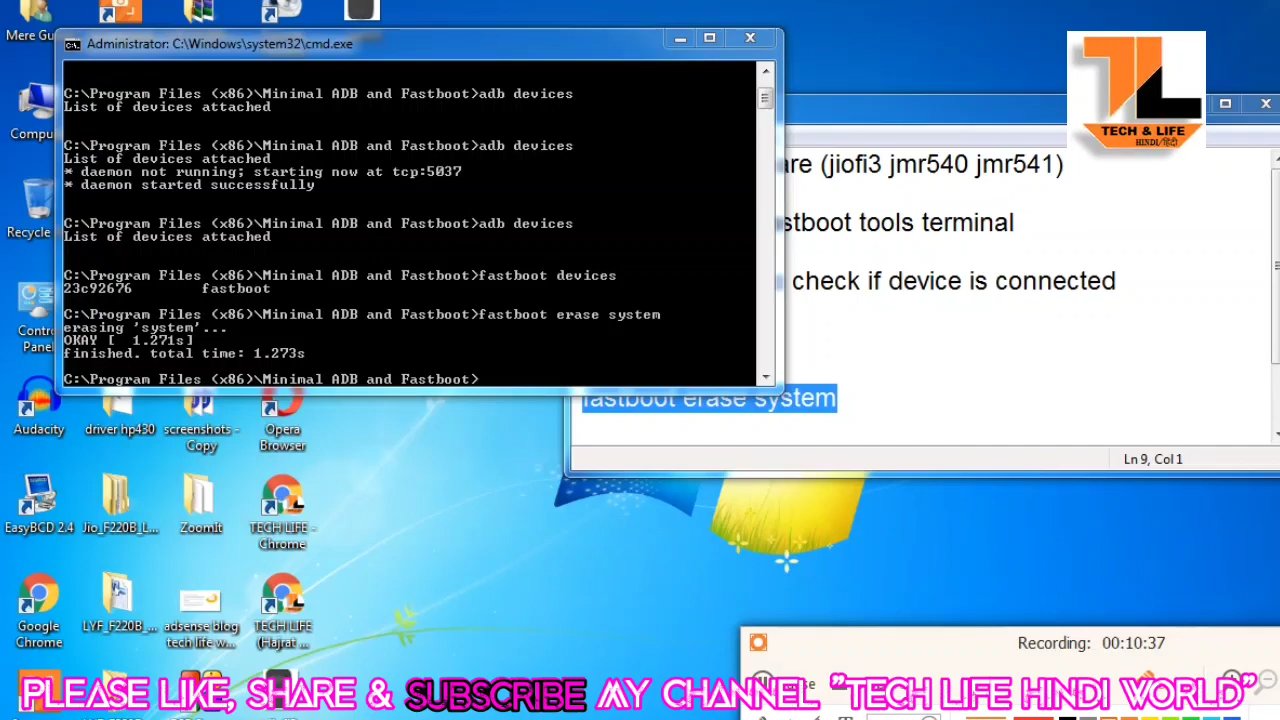 Mere Gu
Administrator: C:\Windows\system32\cmd.exe
C:\Program Files (x86)\Minimal ADB and Fastboot>adb devices
List of devices attached
C:\Program Files (x86)\Minimal ADB and Fastboot>adb devices
List of devices attached
* daemon not running; starting now at tcp:5037
* daemon started successfully
C:\Program Files (x86)\Minimal ADB and Fastboot>adb devices
List of devices attached
C:\Program Files (x86)\Minimal ADB and Fastboot>fastboot devices
23c92676 fastboot
C:\Program Files (x86)\Minimal ADB and Fastboot>fastboot erase system
erasing 'system'...
OKAY [ 1.271s]
finished. total time: 1.273s
C:\Program Files (x86)\Minimal ADB and Fastboot>
TL
TECH & LIFE
HINDI/हिंदी
are (jiofi3 jmr540 jmr541)
stboot tools terminal
check if device is connected
fastboot erase system
Ln 9, Col 1
Compu
Recycle
Contr
Panel
Audacity
driver hp430
screenshots -
Copy
Opera
Browser
EasyBCD 2.4
Jio_F220B_L...
ZoomIt
TECH LIFE -
Chrome
Google
Chrome
LYF_F220B_...
adsense blog
tech life w...
TECH LIFE
(Hajrat ...
Recording: 00:10:37
PLEASE LIKE, SHARE & SUBSCRIBE MY CHANNEL "TECH LIFE HINDI WORLD"